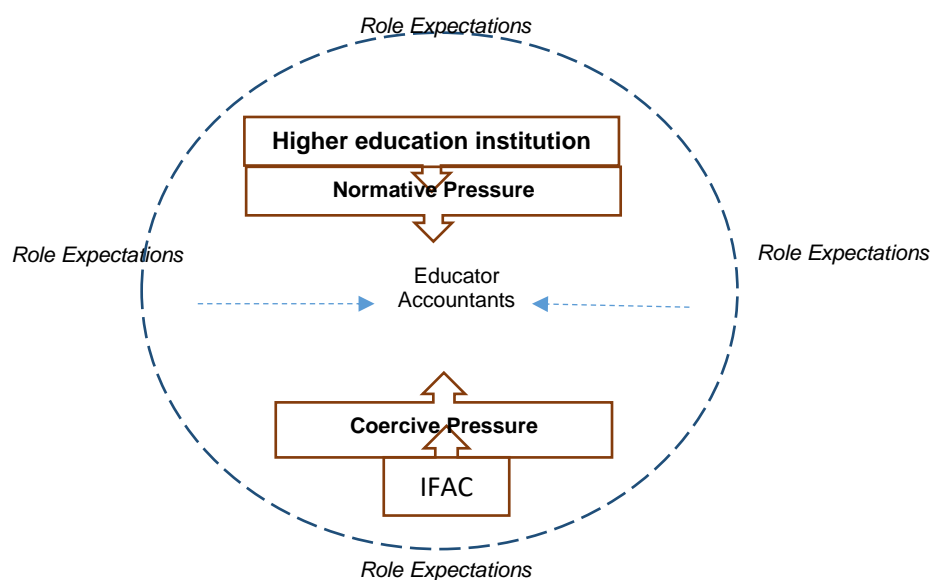 Role Expectations
Higher education institution
Normative Pressure
Role Expectations
Role Expectations
Educator
Accountants
Coercive Pressure
IFAC
Role Expectations